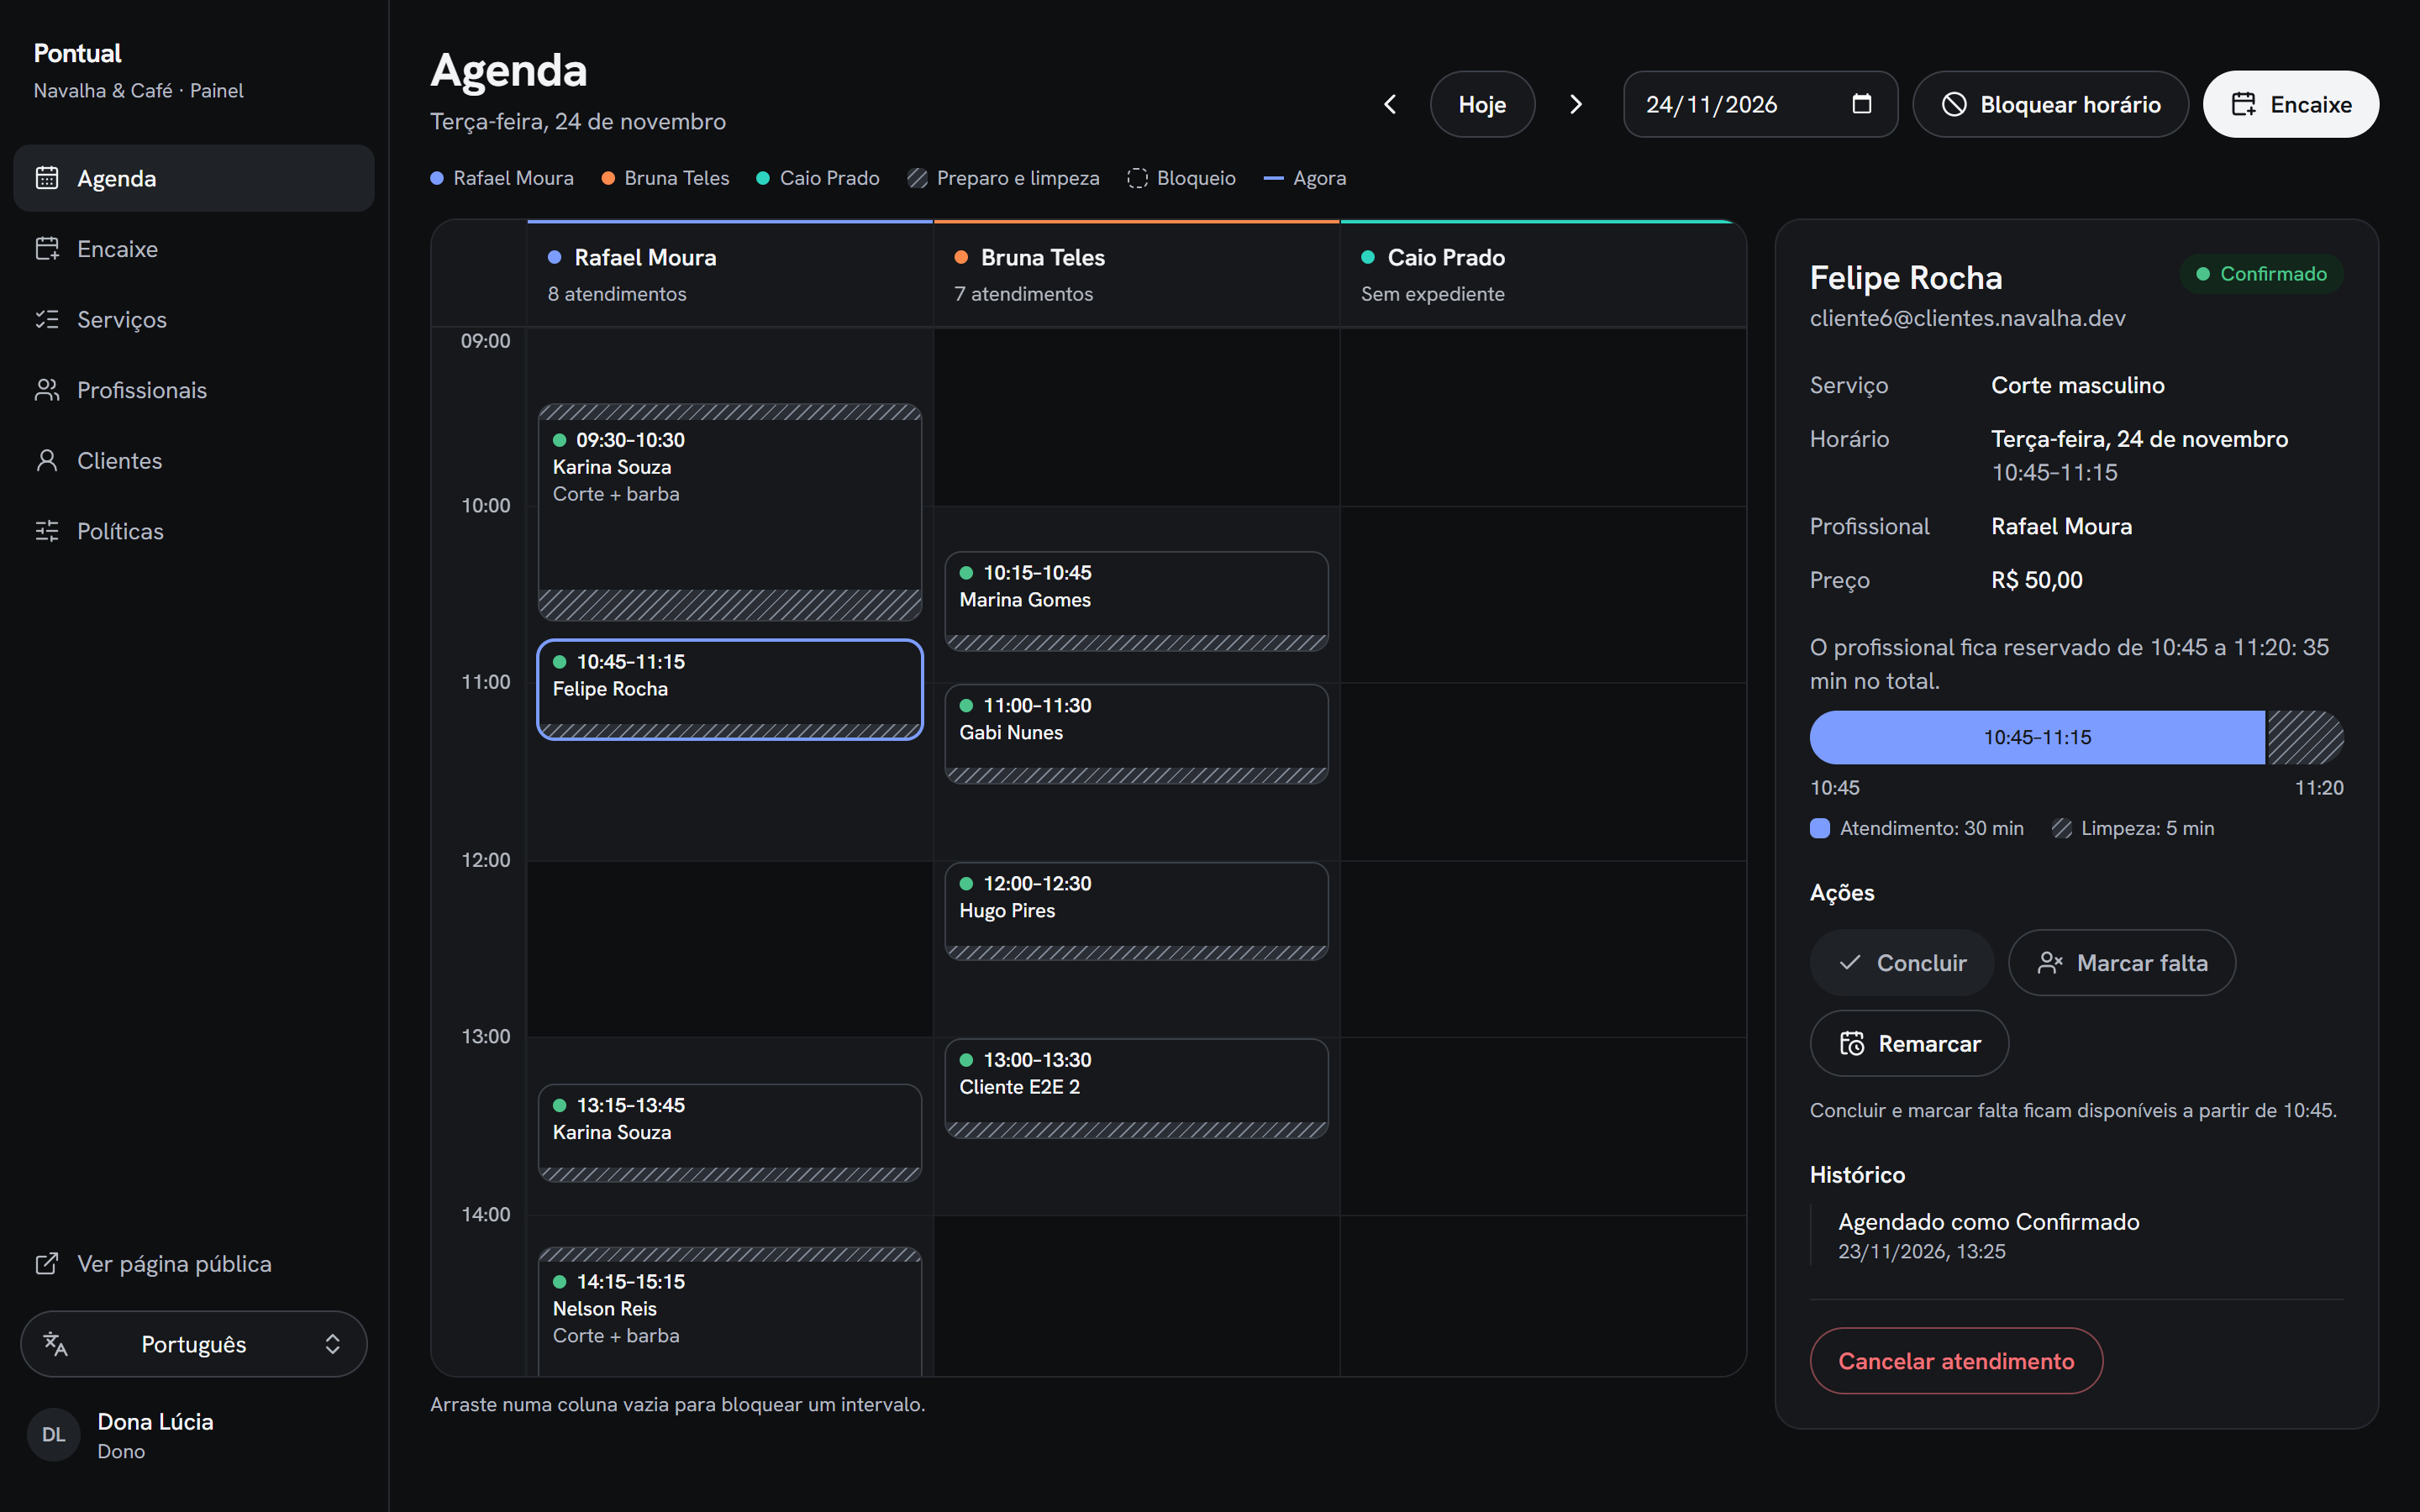 Pontual
Navalha & Café · Painel
Agenda
Encaixe
Serviços
Profissionais
Clientes
Políticas
Ver página pública
Português
DL
Dona Lúcia
Dono
Agenda
Terça-feira, 24 de novembro
Hoje
24/11/2026
Bloquear horário
Encaixe
Rafael Moura
Bruna Teles
Caio Prado
Preparo e limpeza
Bloqueio
Agora
Rafael Moura
8 atendimentos
Bruna Teles
7 atendimentos
Caio Prado
Sem expediente
09:00
10:00
11:00
12:00
13:00
14:00
09:30–10:30
Karina Souza
Corte + barba
10:45–11:15
Felipe Rocha
13:15–13:45
Karina Souza
14:15–15:15
Nelson Reis
Corte + barba
10:15–10:45
Marina Gomes
11:00–11:30
Gabi Nunes
12:00–12:30
Hugo Pires
13:00–13:30
Cliente E2E 2
Arraste numa coluna vazia para bloquear um intervalo.
Felipe Rocha
Confirmado
cliente6@clientes.navalha.dev
Serviço
Corte masculino
Horário
Terça-feira, 24 de novembro
10:45–11:15
Profissional
Rafael Moura
Preço
R$ 50,00
O profissional fica reservado de 10:45 a 11:20: 35
min no total.
10:45–11:15
10:45
11:20
Atendimento: 30 min
Limpeza: 5 min
Ações
Concluir
Marcar falta
Remarcar
Concluir e marcar falta ficam disponíveis a partir de 10:45.
Histórico
Agendado como Confirmado
23/11/2026, 13:25
Cancelar atendimento